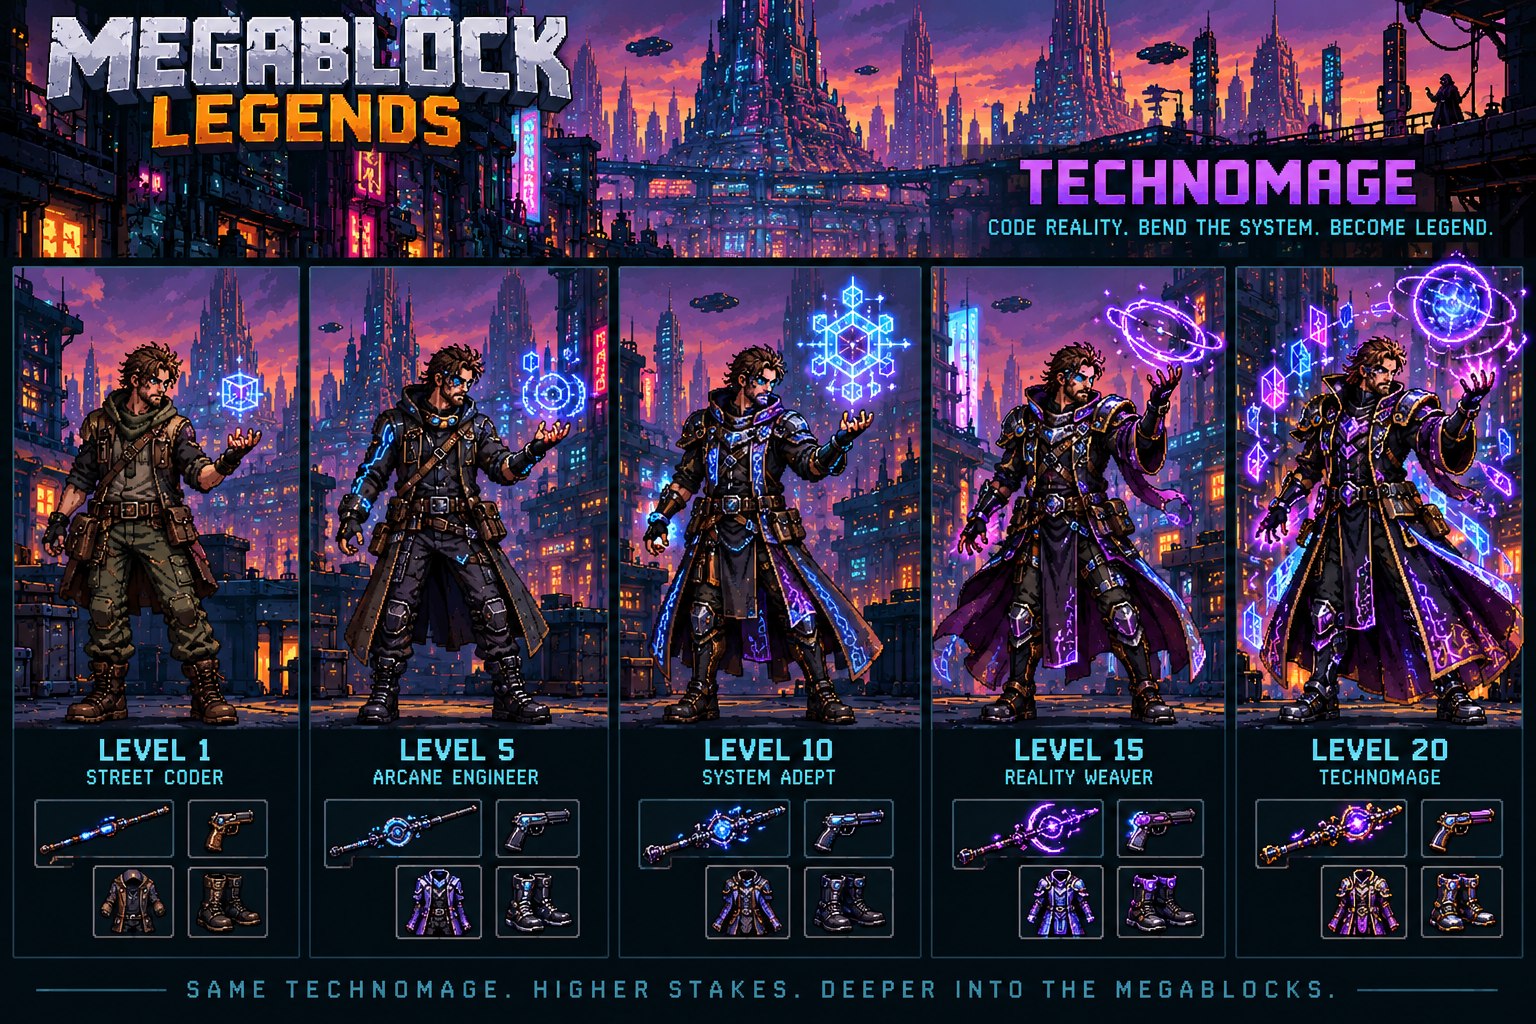 MEGABLOCK
LEGENDS
TECHNOMAGE
CODE REALITY. BEND THE SYSTEM. BECOME LEGEND.
LEVEL 1
STREET CODER
LEVEL 5
ARCANE ENGINEER
LEVEL 10
SYSTEM ADEPT
LEVEL 15
REALITY WEAVER
LEVEL 20
TECHNOMAGE
SAME TECHNOMAGE. HIGHER STAKES. DEEPER INTO THE MEGABLOCKS.